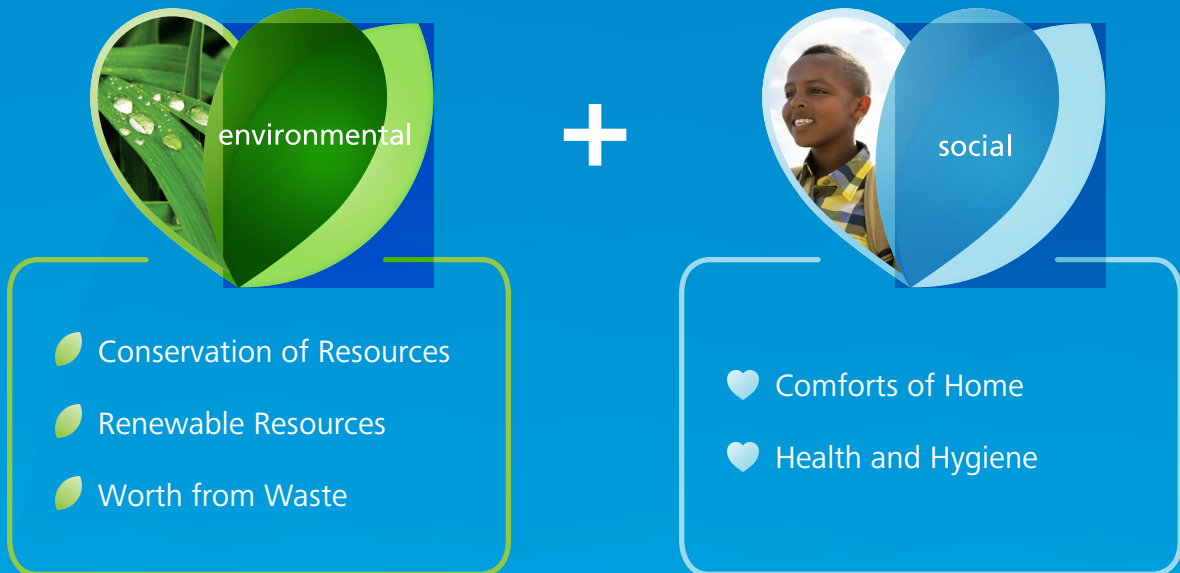 environmental
Conservation of Resources
Renewable Resources
Worth from Waste
+
social
Comforts of Home
Health and Hygiene